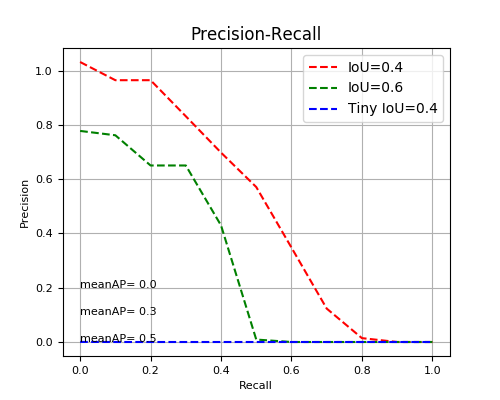 Precision-Recall
IoU=0.4
IoU=0.6
Tiny IoU=0.4
1.0
0.8
0.6
0.4
0.2
0.0
Precision
meanAP= 0.0
meanAP= 0.3
meanAP= 0.5
0.0 0.2 0.4 0.6 0.8 1.0
Recall